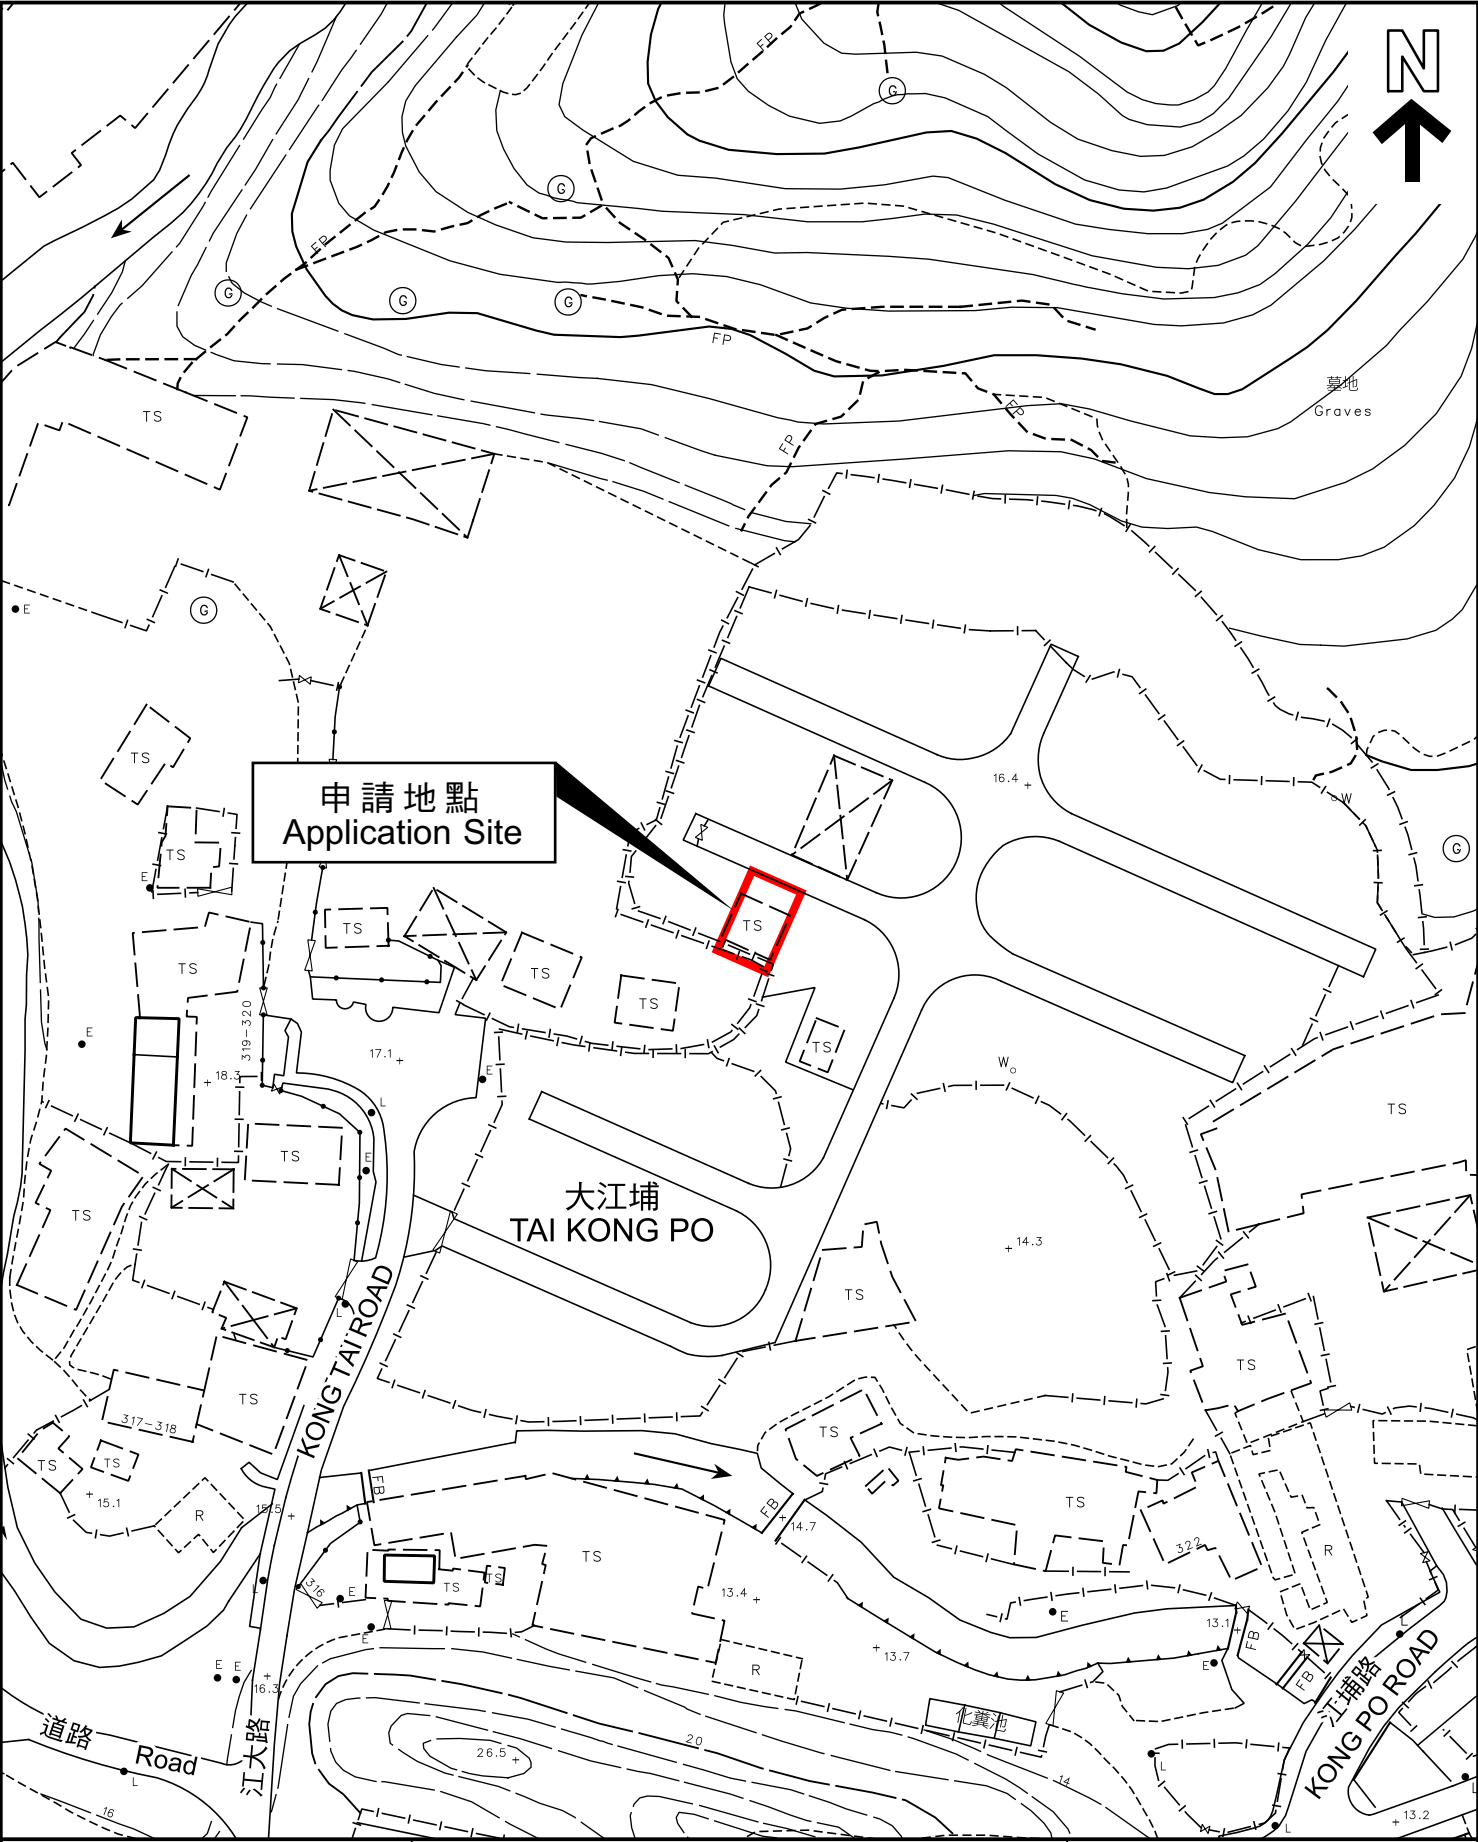 N
FP
G
G
FP
G
G
G
FP
墓地
Graves
FP
TS
FP
E
G
TS
16.4
W
申請地點
Application Site
G
TS
E
TS
TS
TS
TS
TS
319-320
E
17.1
W
TS
18.3
E
L
TS
TS
E
大江埔
TAI KONG PO
TS
14.3
TS
L
KONG TAI ROAD
TS
TS
317-318
TS
TS
TS
FB
15.1
R
15.5
FB
14.7
TS
322
R
TS
L
316
E
TS
TS
13.4
E
13.1
FB
L
E
R
13.7
E
FB
E
E
16.3
江埔路
KONG PO ROAD
道路
Road
江大路
化糞池
20
26.5
14
L
L
16
L
13.2
L